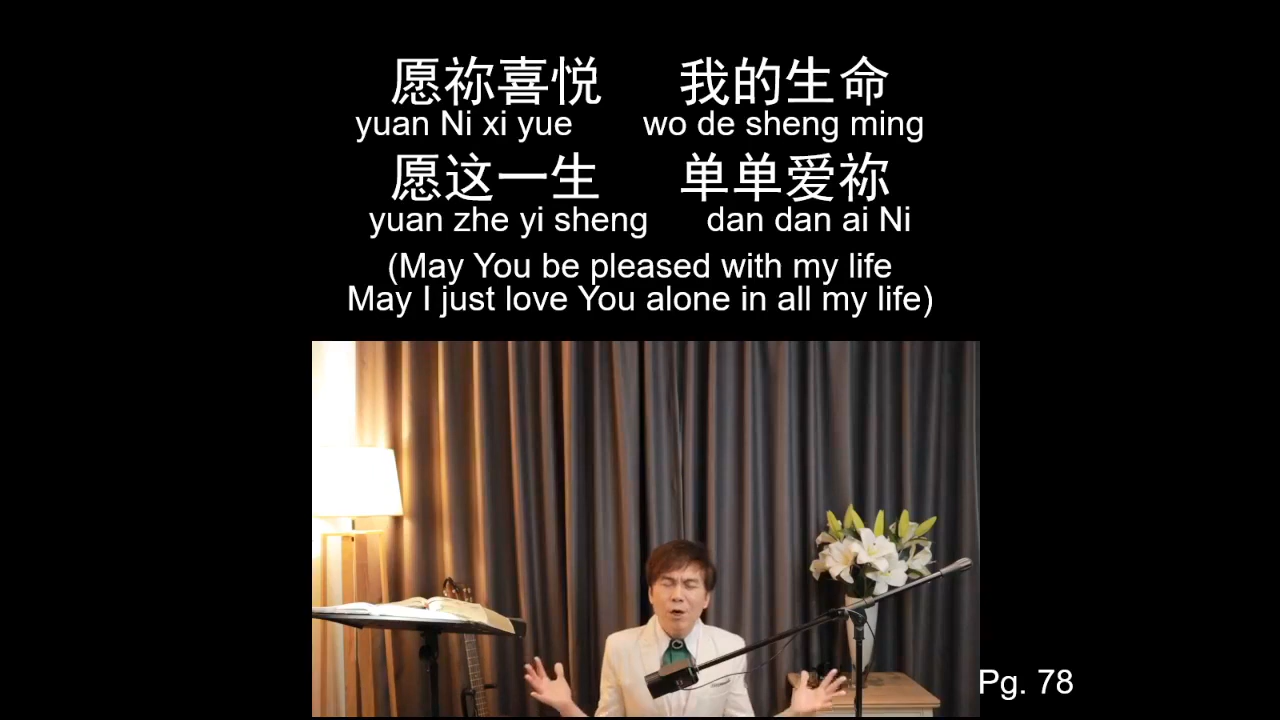 愿祢喜悦 我的生命
yuan Ni xi yue wo de sheng ming
愿这一生 单单爱祢
yuan zhe yi sheng dan dan ai Ni
(May You be pleased with my life
May I just love You alone in all my life)
Pg. 78